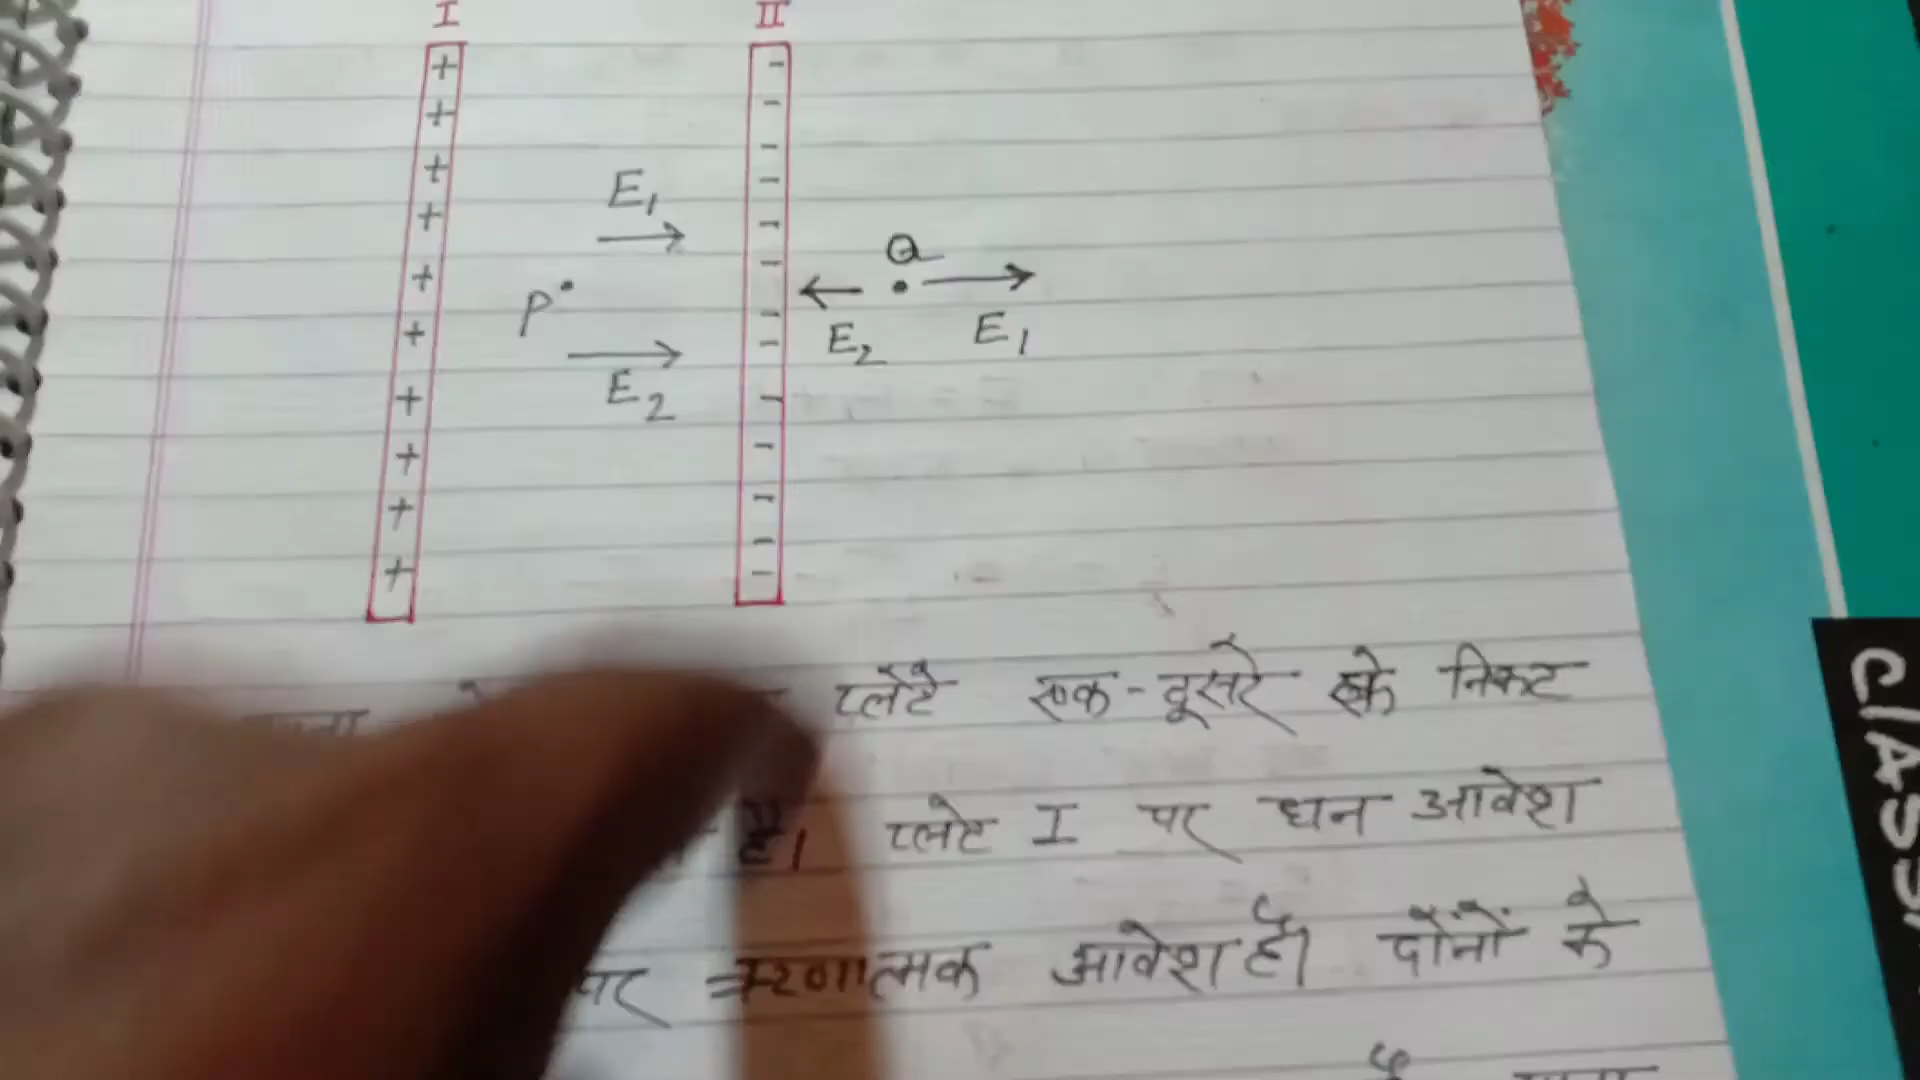 I II
E₁
Q
P
E₂ E₁
E₂
प्लेटें एक-दूसरे के निकट
है। प्लेट I पर धन आवेश
पर ऋणात्मक आवेश है। दोंनों के
CLASS